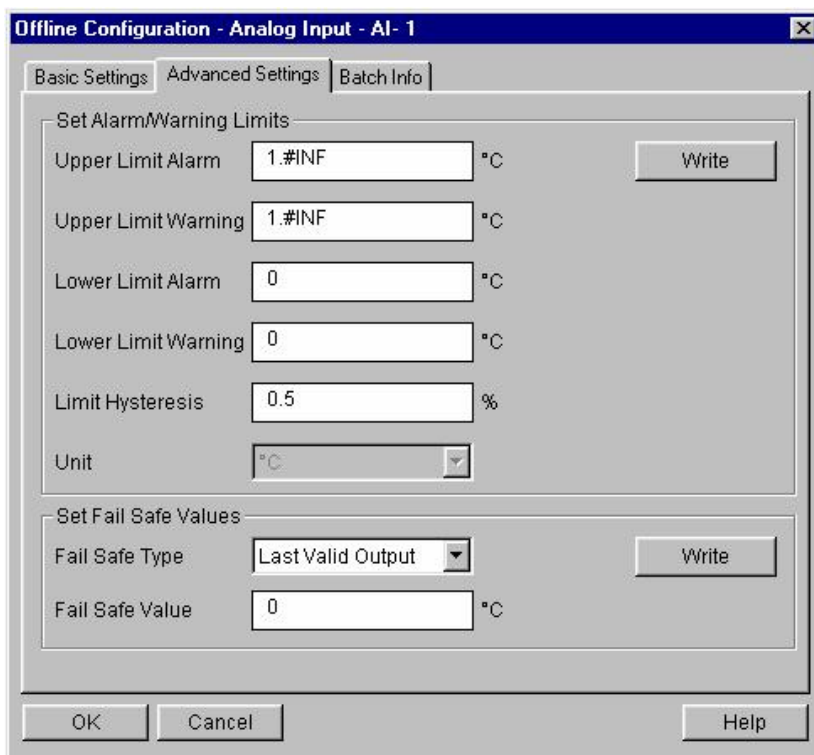 Offline Configuration - Analog Input - AI- 1
Basic Settings Advanced Settings Batch Info
Set Alarm/Warning Limits
Upper Limit Alarm 1.#INF °C Write
Upper Limit Warning 1.#INF °C
Lower Limit Alarm 0 °C
Lower Limit Warning 0 °C
Limit Hysteresis 0.5 %
Unit °C
Set Fail Safe Values
Fail Safe Type Last Valid Output Write
Fail Safe Value 0 °C
OK Cancel Help